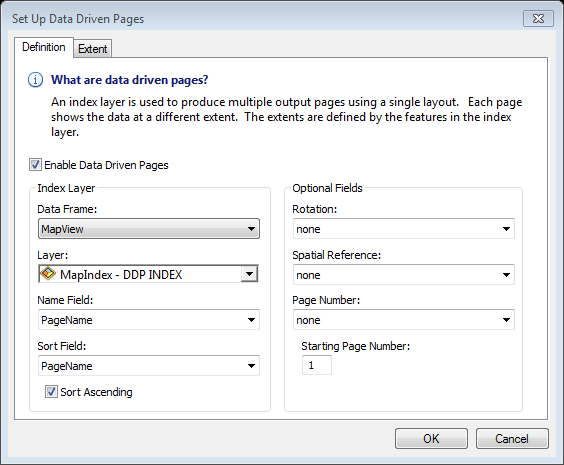 Set Up Data Driven Pages
Definition
Extent
What are data driven pages?
An index layer is used to produce multiple output pages using a single layout. Each page
shows the data at a different extent. The extents are defined by the features in the index
layer.
Enable Data Driven Pages
Index Layer
Data Frame:
MapView
Layer:
MapIndex - DDP INDEX
Name Field:
PageName
Sort Field:
PageName
Sort Ascending
Optional Fields
Rotation:
none
Spatial Reference:
none
Page Number:
none
Starting Page Number:
1
OK
Cancel